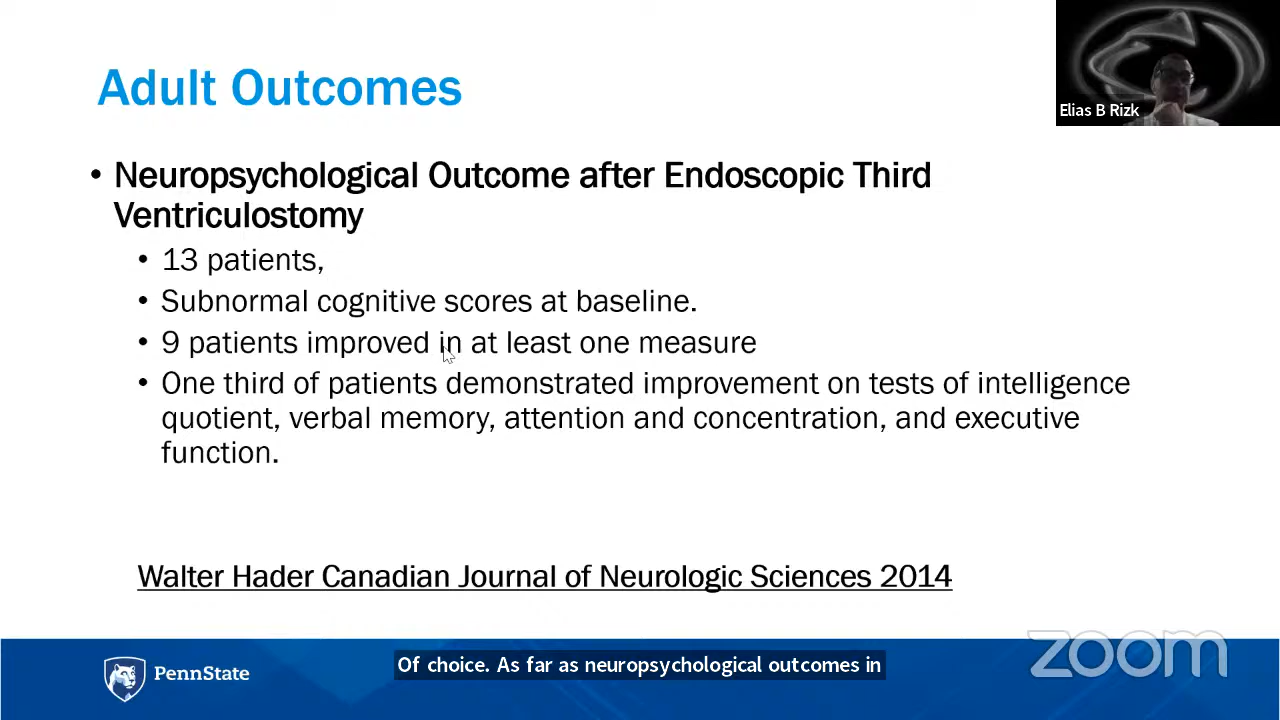 Adult Outcomes
Elias B Rizk
• Neuropsychological Outcome after Endoscopic Third
Ventriculostomy
• 13 patients,
• Subnormal cognitive scores at baseline.
• 9 patients improved in at least one measure
• One third of patients demonstrated improvement on tests of intelligence
quotient, verbal memory, attention and concentration, and executive
function.
Walter Hader Canadian Journal of Neurologic Sciences 2014
PennState
Of choice. As far as neuropsychological outcomes in
zoom